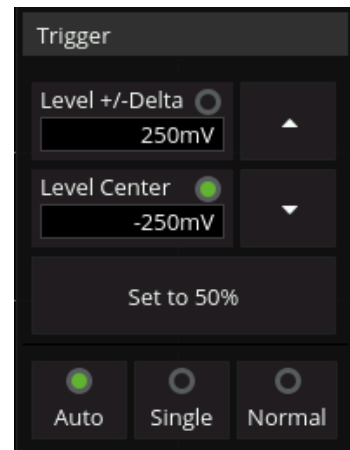 Trigger
Level +/-Delta
250mV
Level Center
-250mV
Set to 50%
Auto Single Normal